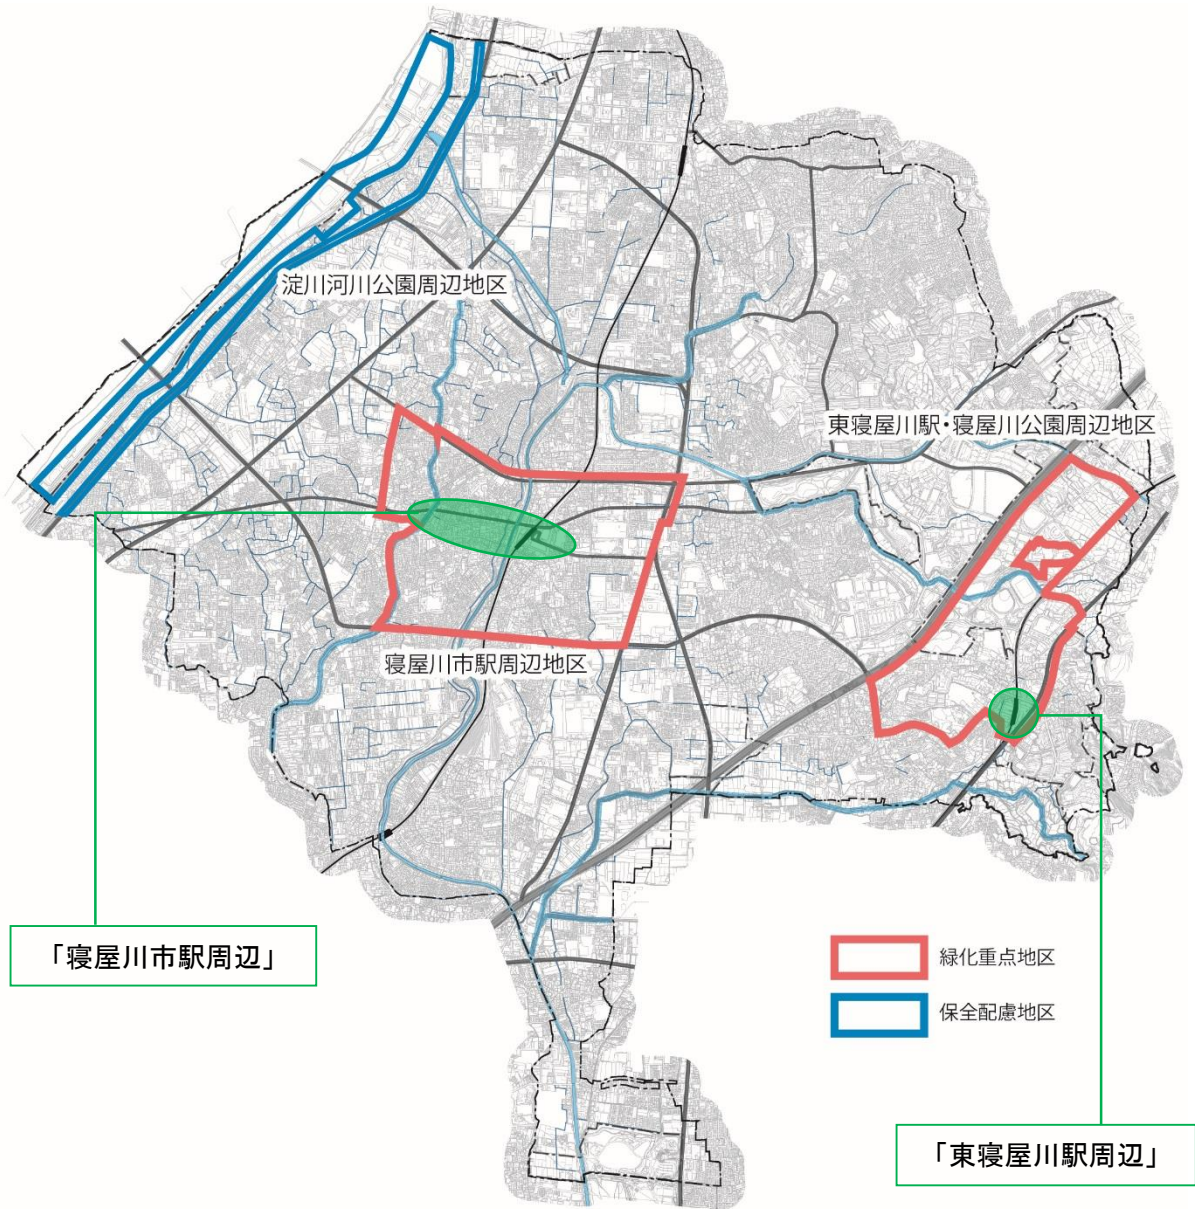 淀川河川公園周辺地区
東寝屋川駅・寝屋川公園周辺地区
寝屋川市駅周辺地区
「寝屋川市駅周辺」
緑化重点地区
保全配慮地区
「東寝屋川駅周辺」